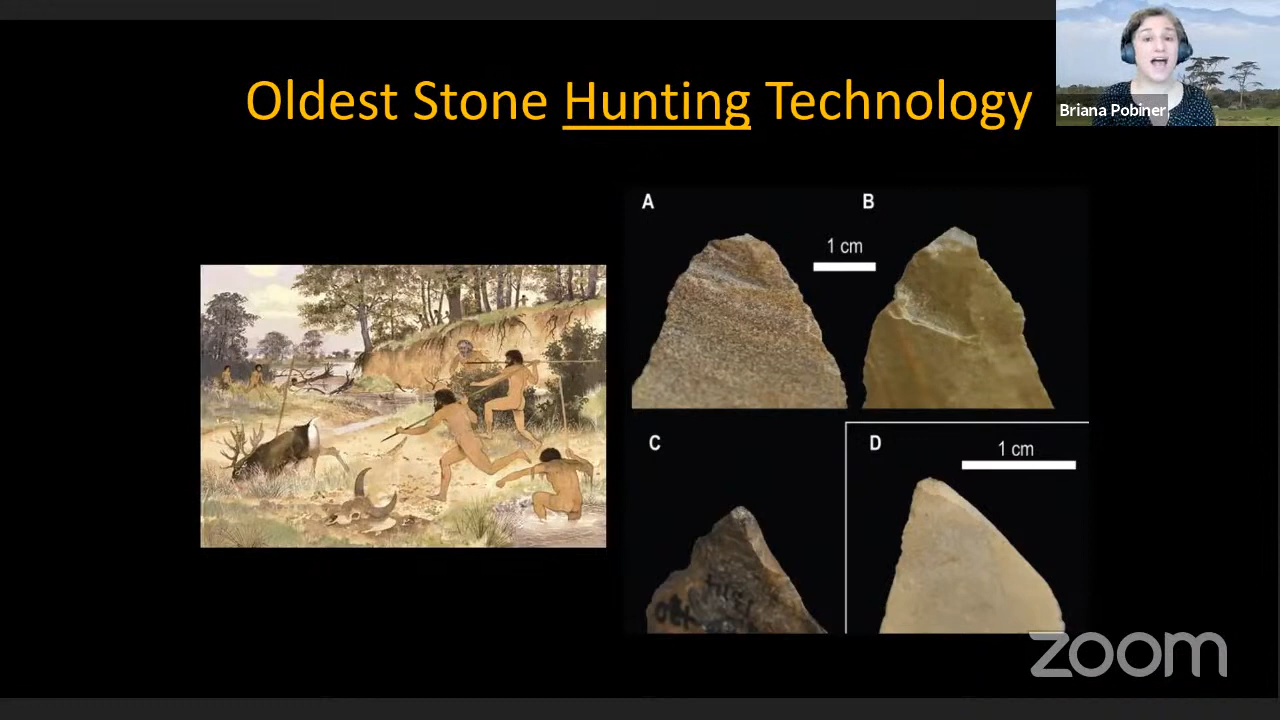 Oldest Stone Hunting Technology
Briana Pobiner
A
B
1 cm
C
D
1 cm
zoom